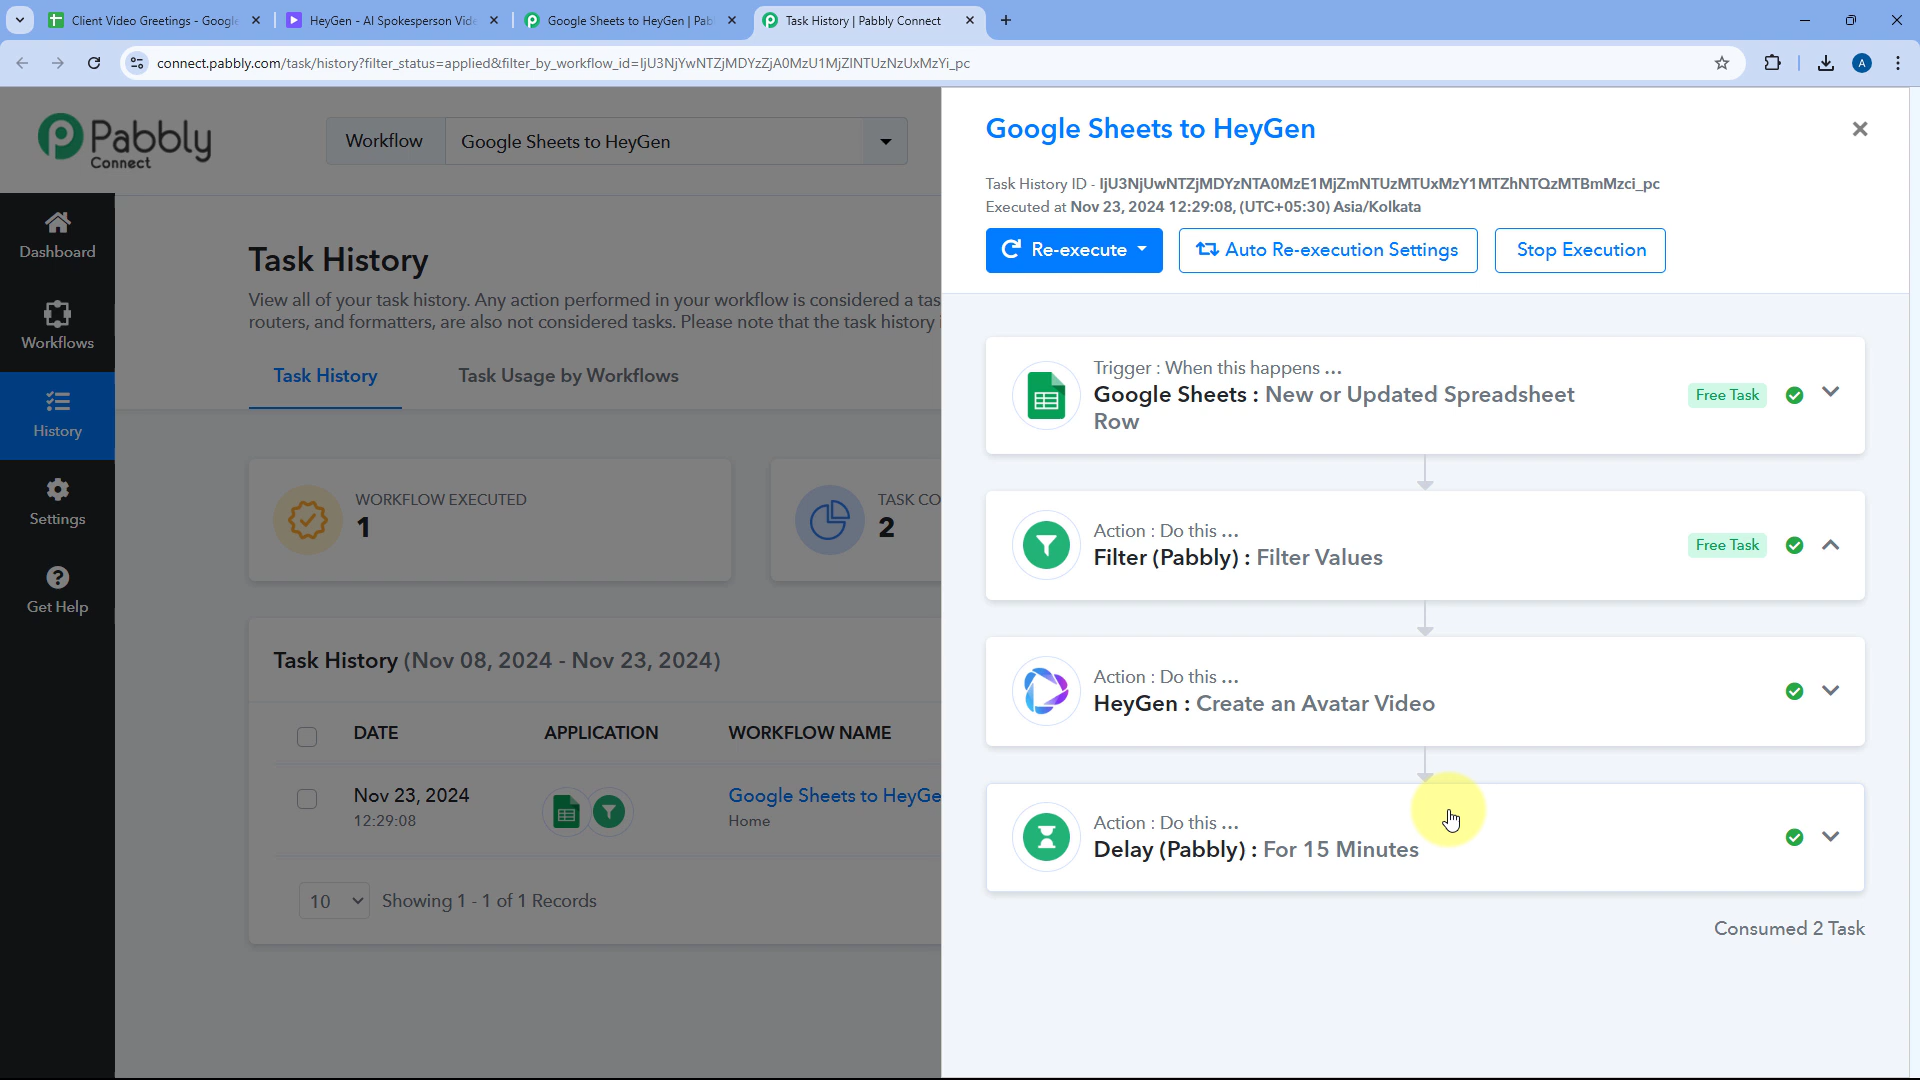 Client Video Greetings - Google
HeyGen - AI Spokesperson Vide
Google Sheets to HeyGen | Pab
Task History | Pabbly Connect
connect.pabbly.com/task/history?filter_status=applied&filter_by_workflow_id=IjU3NjYwNTZjMDYzZjA0MzU1MjZlNTUzNzUxMzYi_pc
A
Pabbly
Connect
Workflow
Google Sheets to HeyGen
Dashboard
Workflows
History
Settings
Get Help
Task History
View all of your task history. Any action performed in your workflow is considered a tas
routers, and formatters, are also not considered tasks. Please note that the task history i
Task History
Task Usage by Workflows
WORKFLOW EXECUTED
1
TASK CO
2
Task History (Nov 08, 2024 - Nov 23, 2024)
DATE
APPLICATION
WORKFLOW NAME
Nov 23, 2024
12:29:08
Google Sheets to HeyGe
Home
10
Showing 1 - 1 of 1 Records
Google Sheets to HeyGen
Task History ID - IjU3NjUwNTZjMDYzNTA0MzE1MjZmNTUzMTUxMzY1MTZhNTQzMTBmMzci_pc
Executed at Nov 23, 2024 12:29:08, (UTC+05:30) Asia/Kolkata
Re-execute
Auto Re-execution Settings
Stop Execution
Trigger : When this happens ...
Google Sheets : New or Updated Spreadsheet
Row
Free Task
Action : Do this ...
Filter (Pabbly) : Filter Values
Free Task
Action : Do this ...
HeyGen : Create an Avatar Video
Action : Do this ...
Delay (Pabbly) : For 15 Minutes
Consumed 2 Task